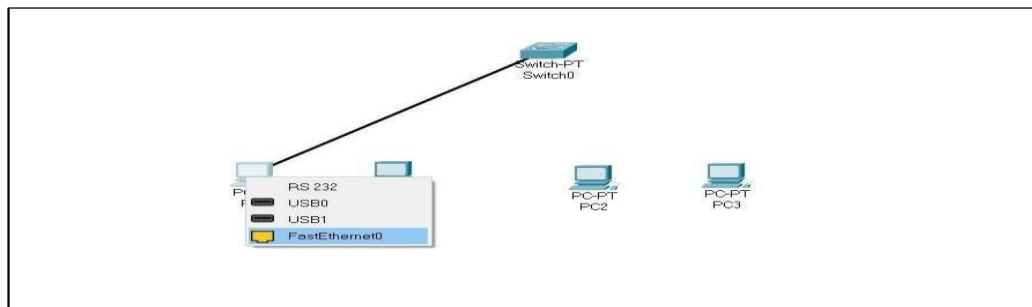 Switch-PT
Switch0
RS 232
USB0
USB1
FastEthernet0
PC-PT
PC2
PC-PT
PC3